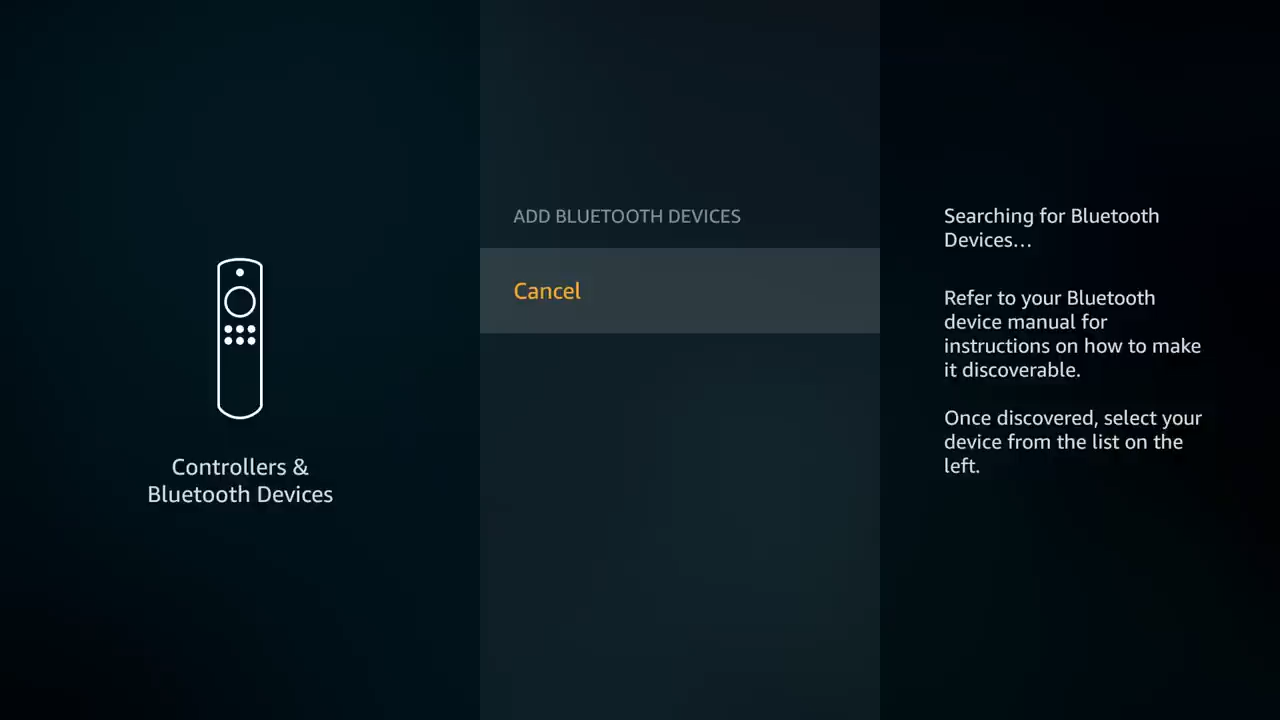 Controllers &
Bluetooth Devices
ADD BLUETOOTH DEVICES
Cancel
Searching for Bluetooth
Devices…
Refer to your Bluetooth
device manual for
instructions on how to make
it discoverable.
Once discovered, select your
device from the list on the
left.